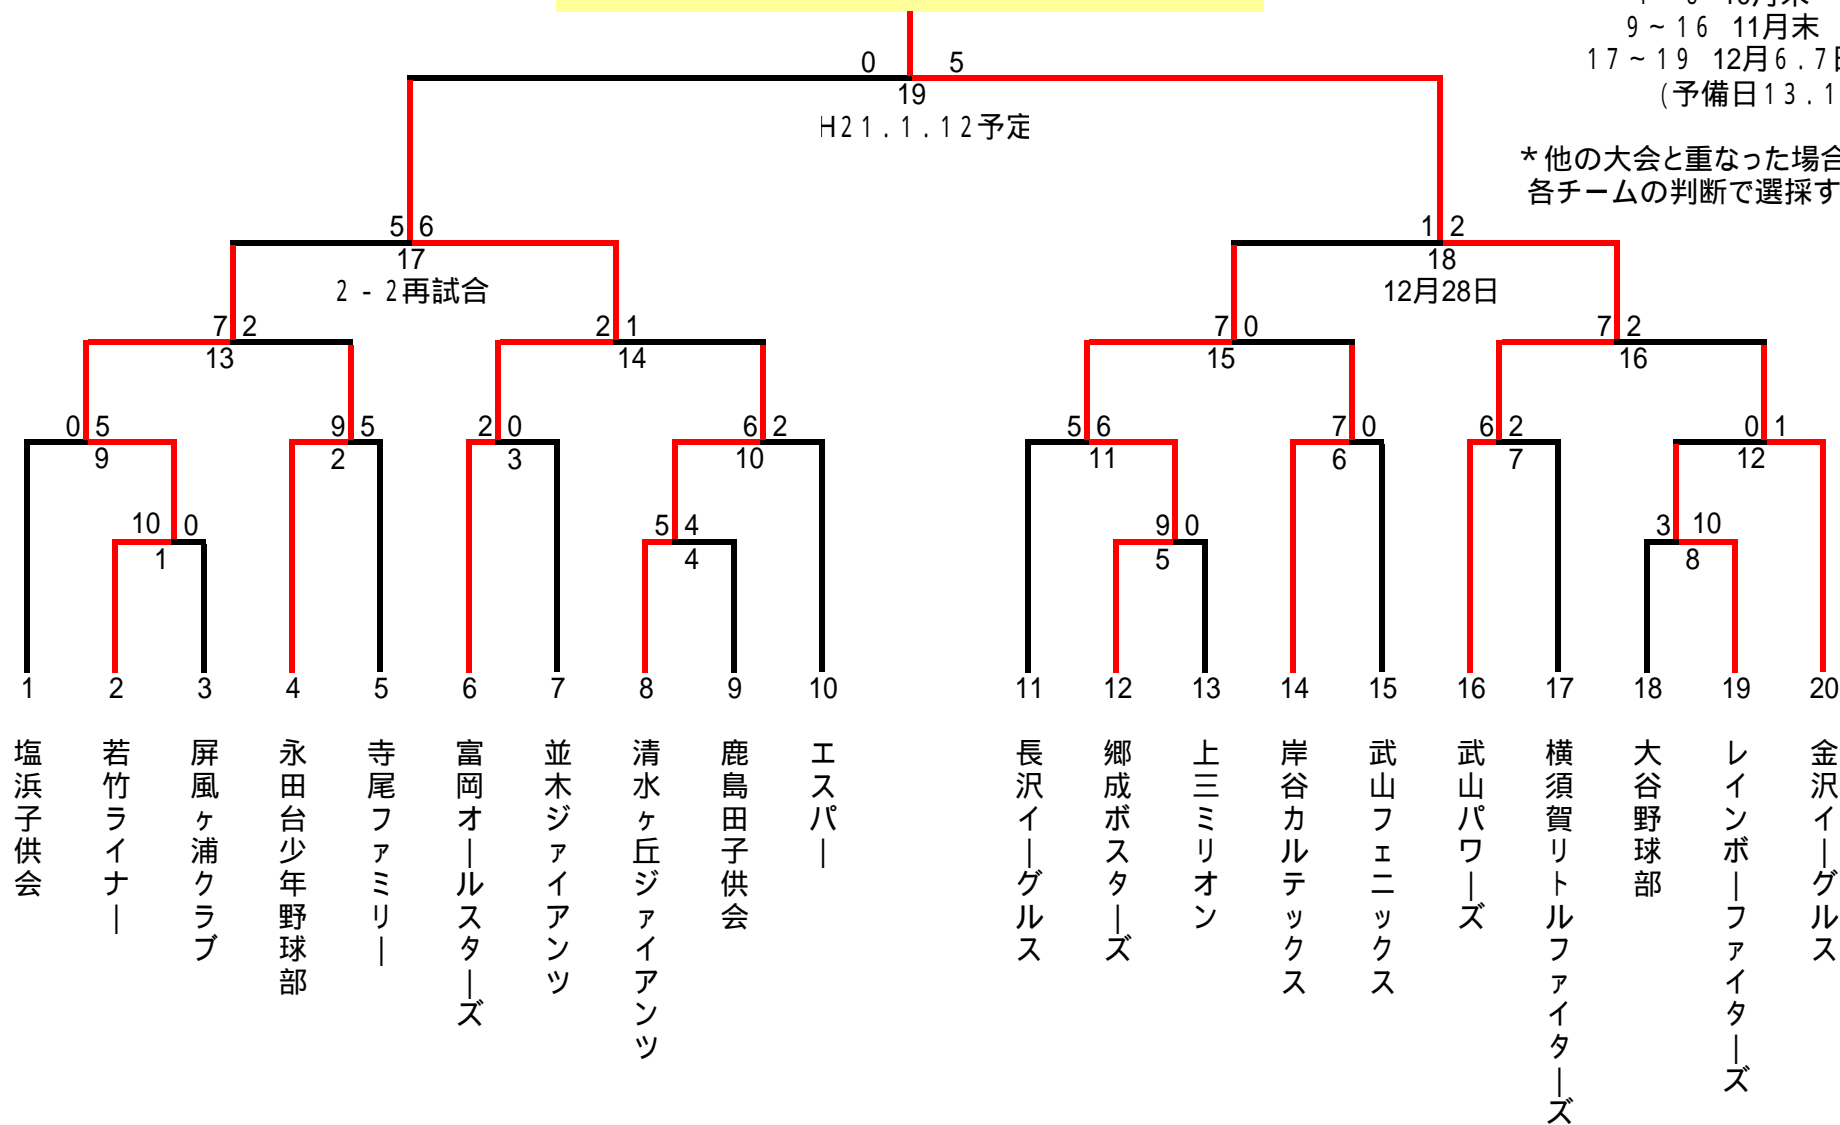 9～16 11月末
17～19 12月6.7日
(予備日13.1
*他の大会と重なった場合
各チームの判断で選採す
0 5
19
H21.1.12予定
5 6
17
2-2再試合
1 2
18
12月28日
7 2
13
2 1
14
7 0
15
7 2
16
0 5
9
9 5
2
2 0
3
6 2
10
5 6
11
7 0
6
6 2
7
0 1
12
10 0
1
5 4
4
9 0
5
3 10
8
1 2 3 4 5 6 7 8 9 10 11 12 13 14 15 16 17 18 19 20
塩浜子供会
若竹ライナー
屏風ヶ浦クラブ
永田台少年野球部
寺尾ファミリー
富岡オールスターズ
並木ジァイアンツ
清水ヶ丘ジァイアンツ
鹿島田子供会
エスパー
長沢イーグルス
郷成ボスターズ
上三ミリオン
岸谷カルテックス
武山フェニックス
武山パワーズ
横須賀リトルファイターズ
大谷野球部
レインボーファイターズ
金沢イーグルス